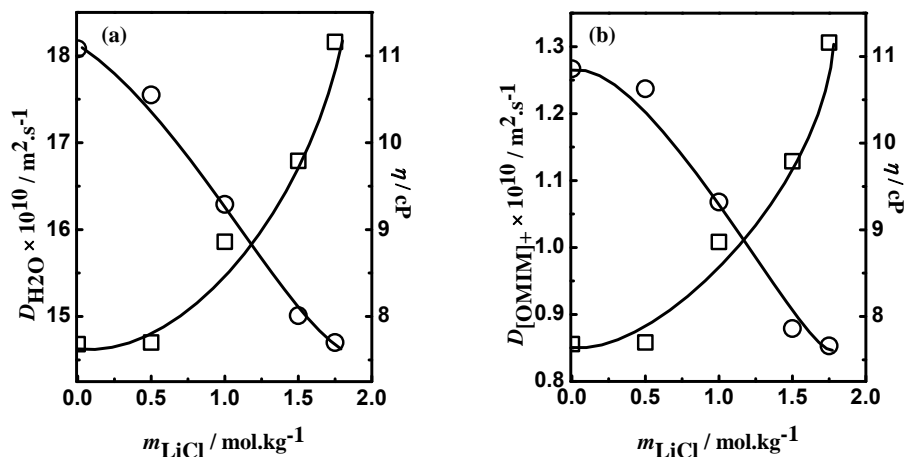 (a)
18
17
16
15
11
10
9
8
D_H2O × 10^10 / m^2.s^-1
η / cP
0.0 0.5 1.0 1.5 2.0
m_LiCl / mol.kg^-1
(b)
1.3
1.2
1.1
1.0
0.9
0.8
11
10
9
8
D_[OMIM]+ × 10^10 / m^2.s^-1
η / cP
0.0 0.5 1.0 1.5 2.0
m_LiCl / mol.kg^-1